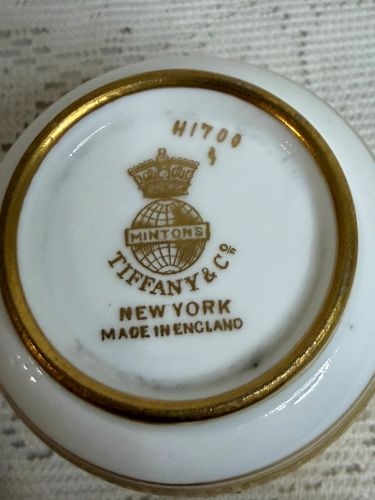 H1700
MINTONS
TIFFANY & Co
NEW YORK
MADE IN ENGLAND